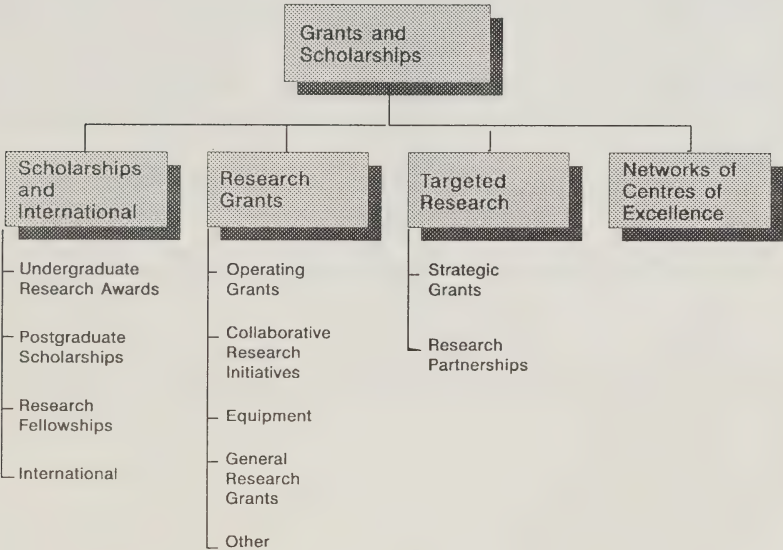 Grants and
Scholarships
Scholarships
and
International
Undergraduate
Research Awards
Postgraduate
Scholarships
Research
Fellowships
International
Research
Grants
Operating
Grants
Collaborative
Research
Initiatives
Equipment
General
Research
Grants
Other
Targeted
Research
Strategic
Grants
Research
Partnerships
Networks of
Centres of
Excellence